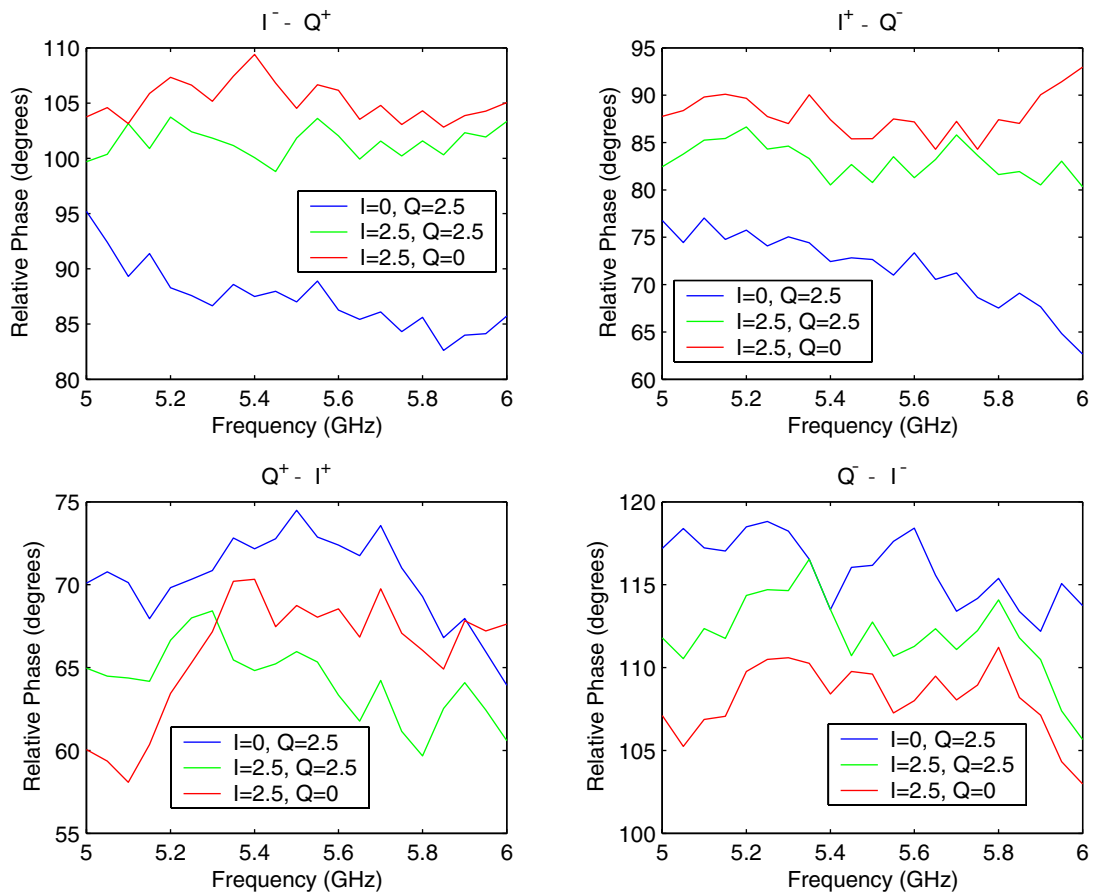 I⁻ - Q⁺
Relative Phase (degrees)
110
105
100
95
90
85
80
I=0, Q=2.5
I=2.5, Q=2.5
I=2.5, Q=0
5 5.2 5.4 5.6 5.8 6
Frequency (GHz)
I⁺ - Q⁻
Relative Phase (degrees)
95
90
85
80
75
70
65
60
I=0, Q=2.5
I=2.5, Q=2.5
I=2.5, Q=0
5 5.2 5.4 5.6 5.8 6
Frequency (GHz)
Q⁺ - I⁺
Relative Phase (degrees)
75
70
65
60
55
I=0, Q=2.5
I=2.5, Q=2.5
I=2.5, Q=0
5 5.2 5.4 5.6 5.8 6
Frequency (GHz)
Q⁻ - I⁻
Relative Phase (degrees)
120
115
110
105
100
I=0, Q=2.5
I=2.5, Q=2.5
I=2.5, Q=0
5 5.2 5.4 5.6 5.8 6
Frequency (GHz)